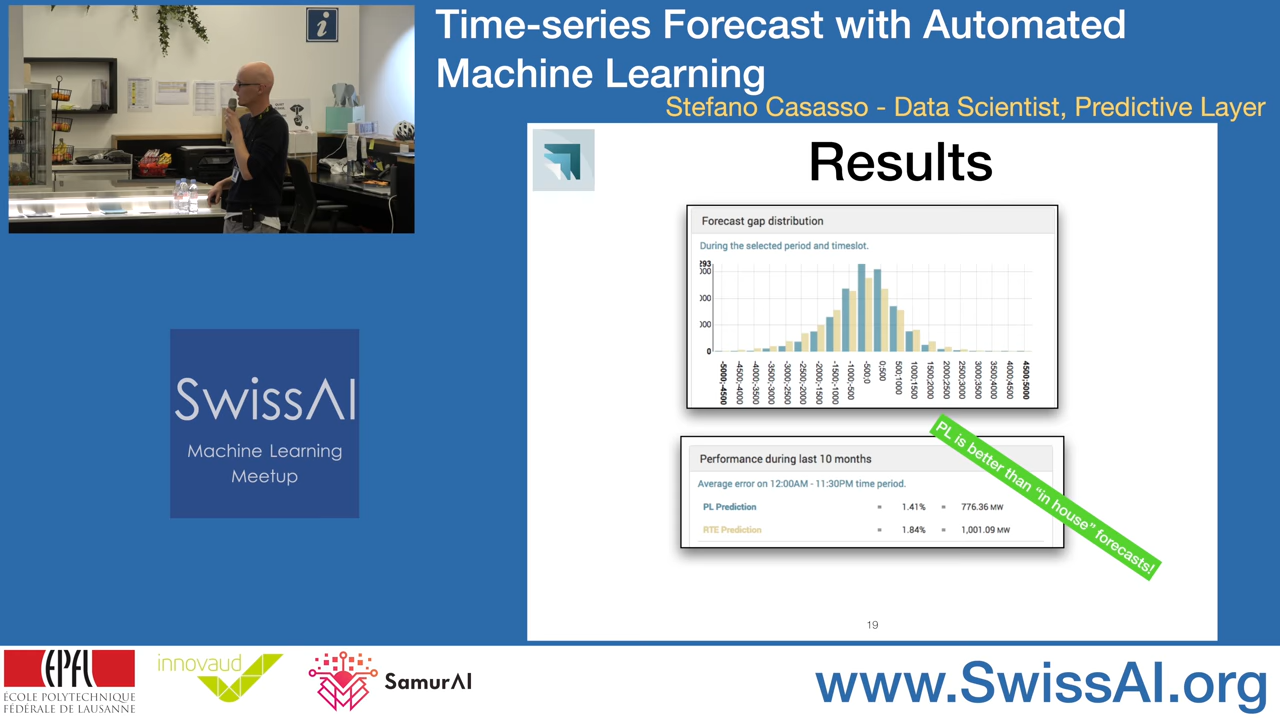 Time-series Forecast with Automated
Machine Learning
Stefano Casasso - Data Scientist, Predictive Layer
Results
Forecast gap distribution
During the selected period and timeslot.
293
000
000
000
0
-5000;-4500
-4500;-4000
-4000;-3500
-3500;-3000
-3000;-2500
-2500;-2000
-2000;-1500
-1500;-1000
-1000;-500
-500;0
0;500
500;1000
1000;1500
1500;2000
2000;2500
2500;3000
3000;3500
3500;4000
4000;4500
4500;5000
PL is better than "in house" forecasts!
Performance during last 10 months
Average error on 12:00AM - 11:30PM time period.
PL Prediction = 1.41% = 776.36 MW
RTE Prediction = 1.84% = 1,001.09 MW
19
SwissAI
Machine Learning
Meetup
EPFL
ÉCOLE POLYTECHNIQUE
FÉDÉRALE DE LAUSANNE
innovaud
SamurAI
www.SwissAI.org